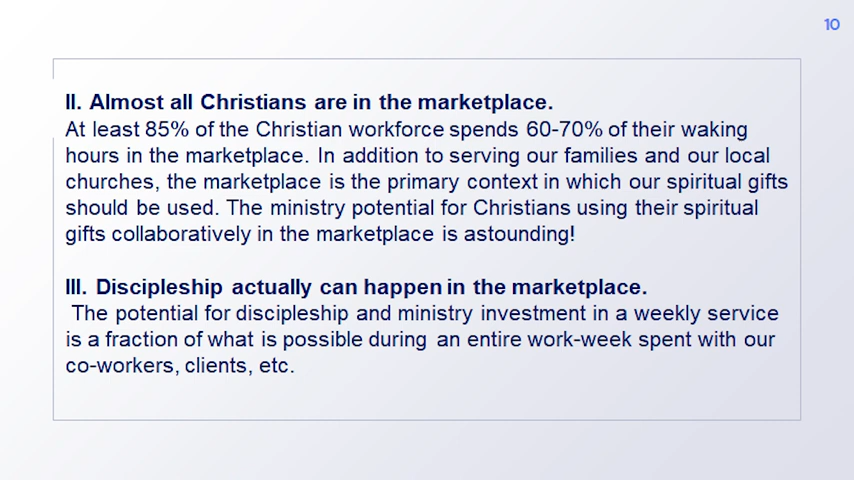 10
II. Almost all Christians are in the marketplace.
At least 85% of the Christian workforce spends 60-70% of their waking
hours in the marketplace. In addition to serving our families and our local
churches, the marketplace is the primary context in which our spiritual gifts
should be used. The ministry potential for Christians using their spiritual
gifts collaboratively in the marketplace is astounding!
III. Discipleship actually can happen in the marketplace.
The potential for discipleship and ministry investment in a weekly service
is a fraction of what is possible during an entire work-week spent with our
co-workers, clients, etc.